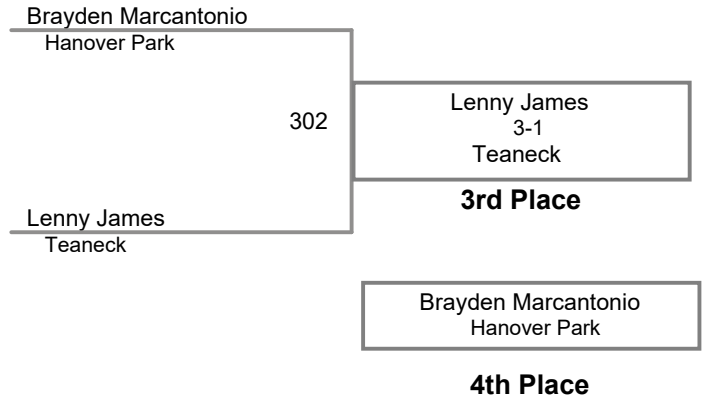 Brayden Marcantonio
Hanover Park
302
Lenny James
3-1
Teaneck
3rd Place
Lenny James
Teaneck
Brayden Marcantonio
Hanover Park
4th Place